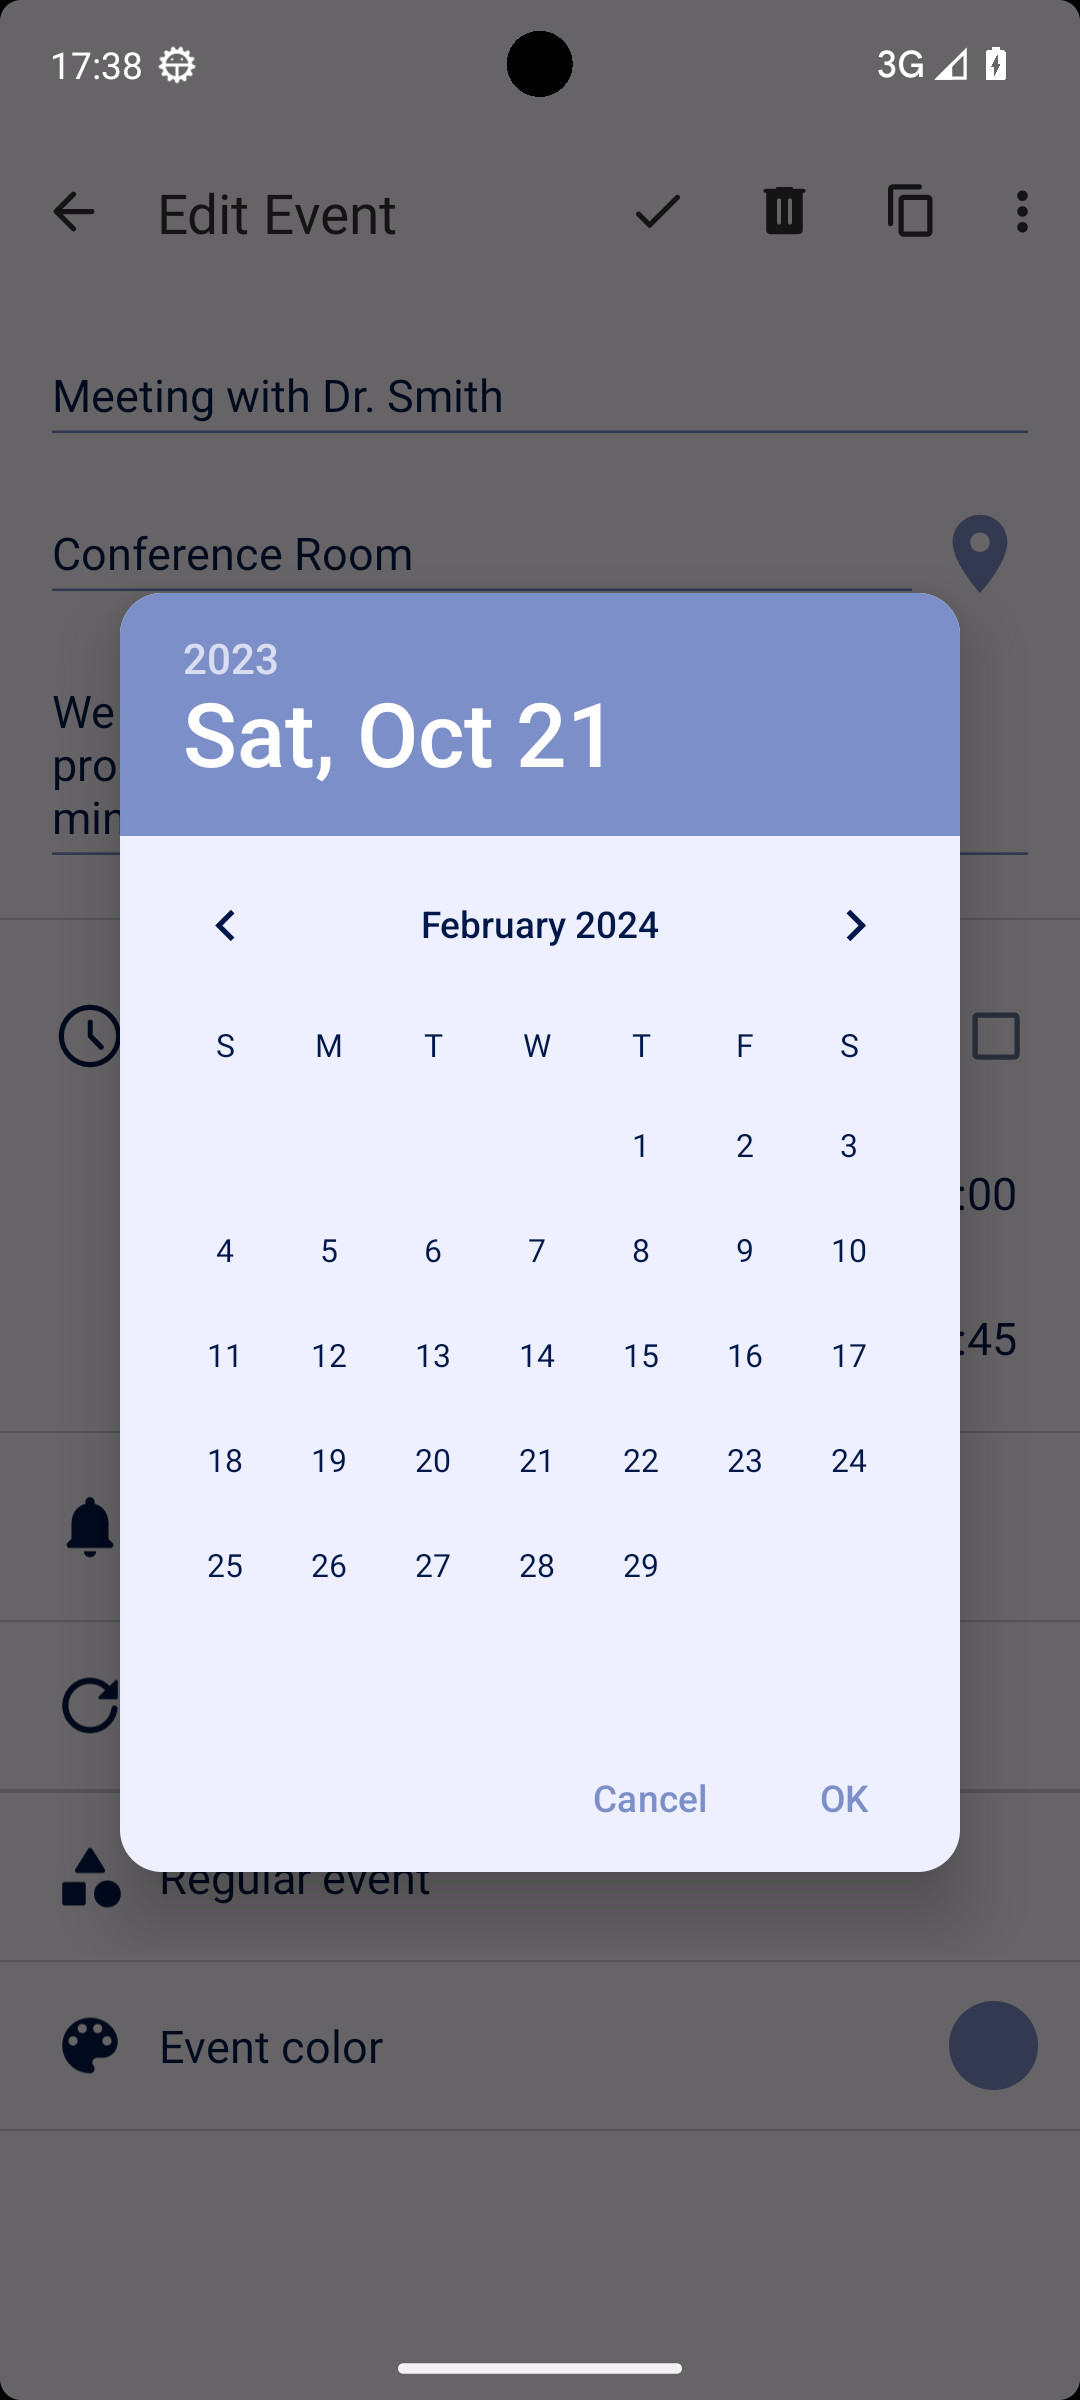 17:38
3G
Edit Event
Meeting with Dr. Smith
Conference Room
We
pro
min
2023
Sat, Oct 21
February 2024
S M T W T F S
1 2 3
4 5 6 7 8 9 10
11 12 13 14 15 16 17
18 19 20 21 22 23 24
25 26 27 28 29
:00
:45
Cancel OK
Regular event
Event color